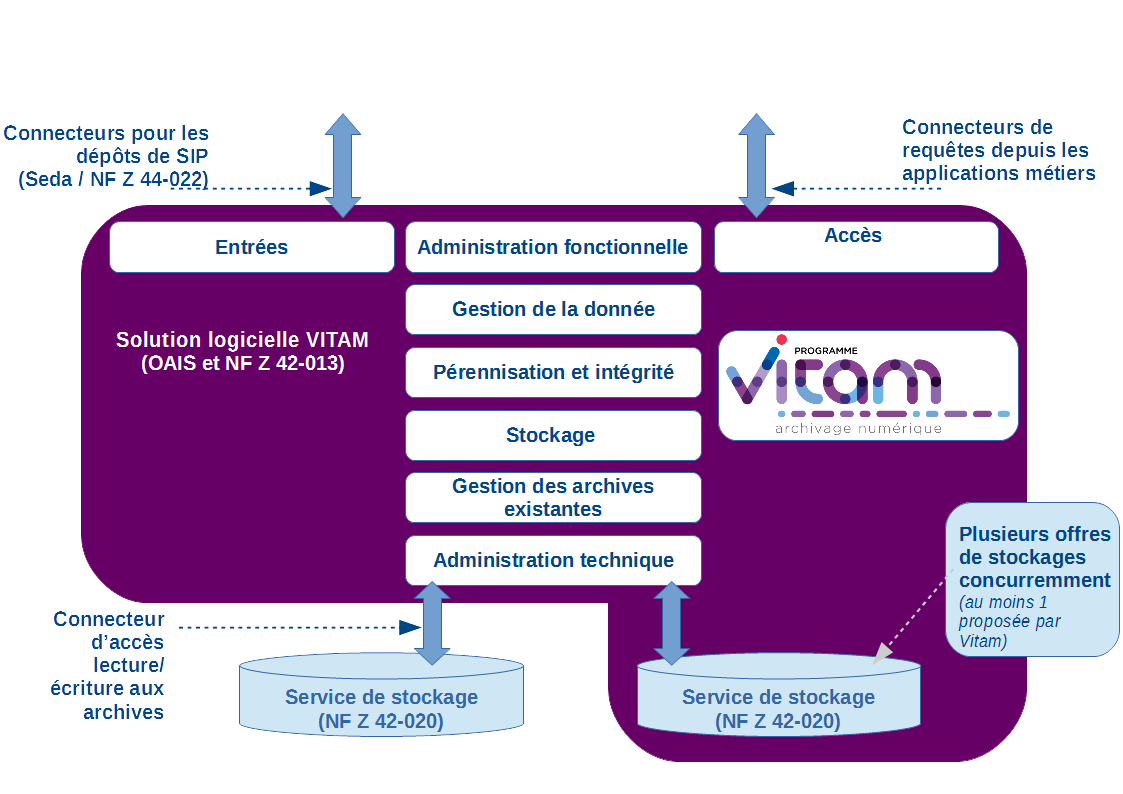 Connecteurs pour les
dépôts de SIP
(Seda / NF Z 44-022)
Connecteurs de
requêtes depuis les
applications métiers
Entrées
Administration fonctionnelle
Accès
Gestion de la donnée
Solution logicielle VITAM
(OAIS et NF Z 42-013)
Pérennisation et intégrité
PROGRAMME
vitam
archivage numérique
Stockage
Gestion des archives
existantes
Administration technique
Plusieurs offres
de stockages
concurremment
(au moins 1
proposée par
Vitam)
Connecteur
d’accès
lecture/
écriture aux
archives
Service de stockage
(NF Z 42-020)
Service de stockage
(NF Z 42-020)